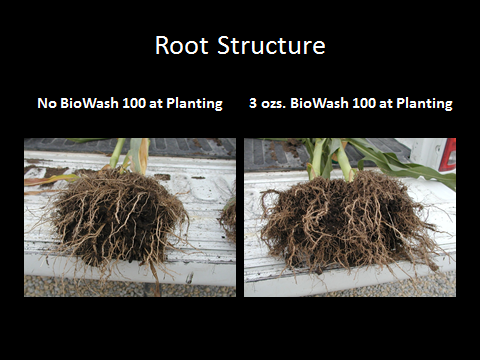 Root Structure
No BioWash 100 at Planting
3 ozs. BioWash 100 at Planting